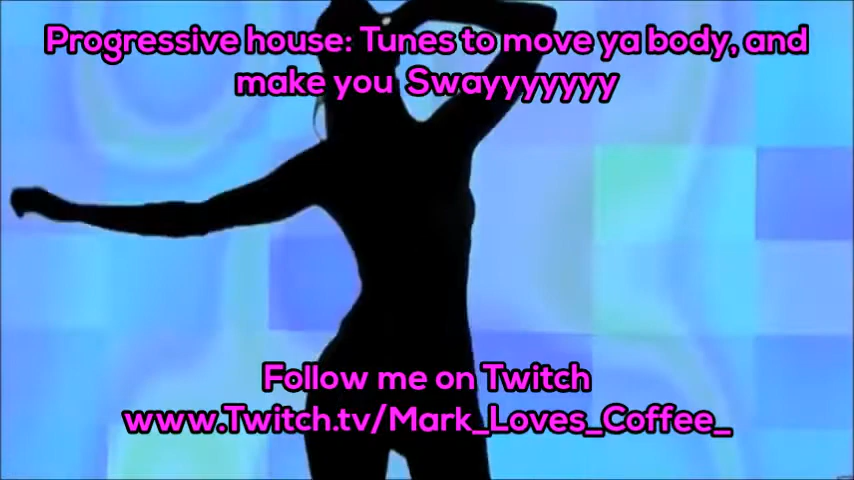 Progressive house: Tunes to move ya body, and
make you Swayyyyyyy
Follow me on Twitch
www.Twitch.tv/Mark_Loves_Coffee_